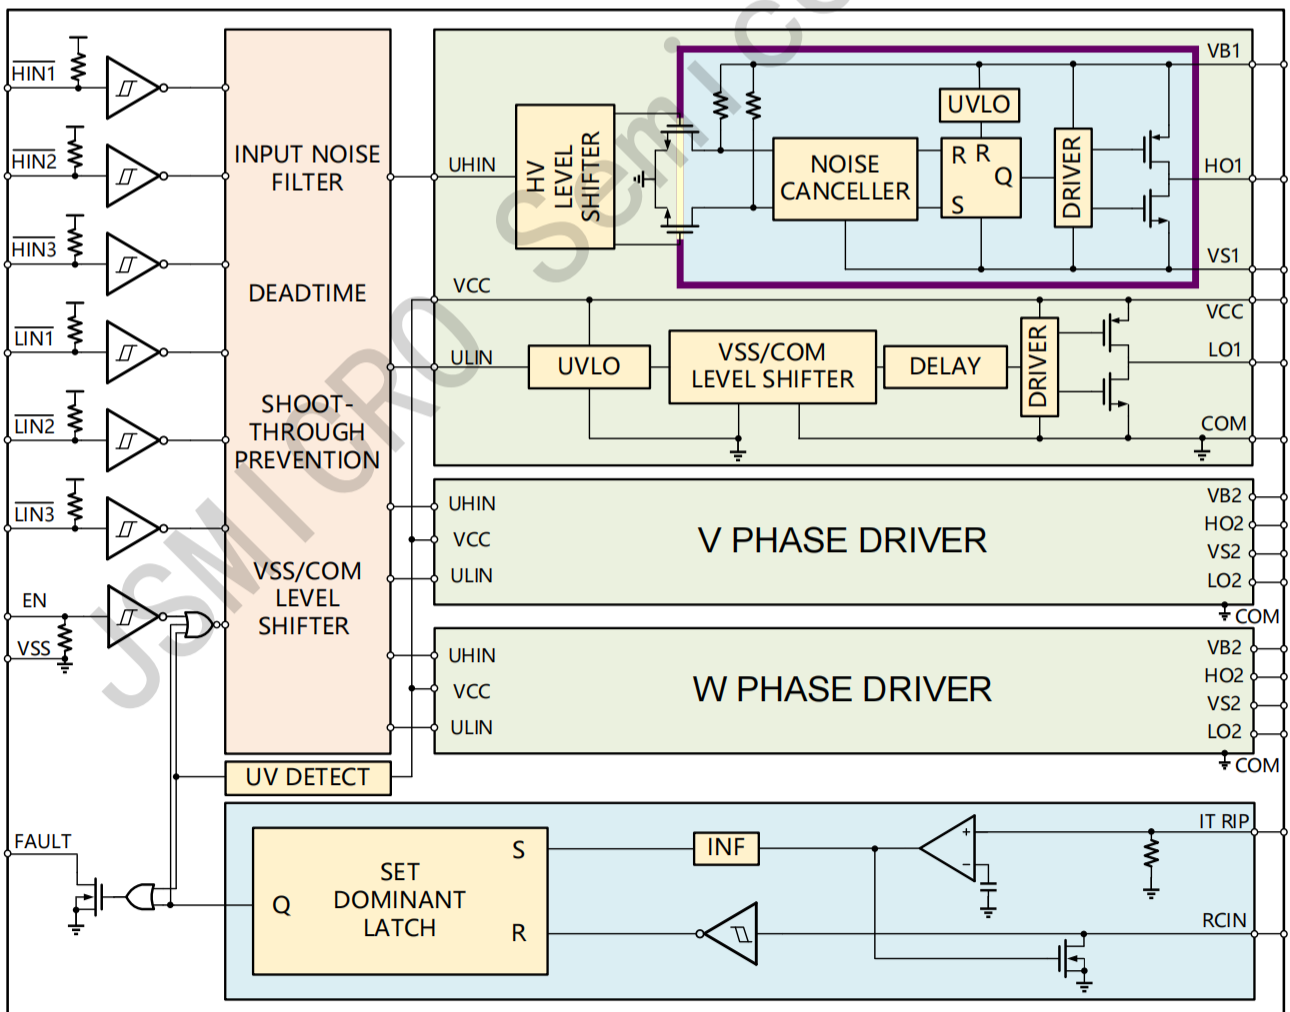 HIN1
HIN2
HIN3
LIN1
LIN2
LIN3
EN
VSS
FAULT
INPUT NOISE
FILTER
DEADTIME
SHOOT-
THROUGH
PREVENTION
VSS/COM
LEVEL
SHIFTER
UV DETECT
UHIN
HV
LEVEL
SHIFTER
NOISE
CANCELLER
UVLO
R R
Q
S
DRIVER
VB1
HO1
VS1
VCC
ULIN
UVLO
VSS/COM
LEVEL SHIFTER
DELAY
DRIVER
VCC
LO1
COM
UHIN
VCC
ULIN
V PHASE DRIVER
VB2
HO2
VS2
LO2
COM
UHIN
VCC
ULIN
W PHASE DRIVER
VB2
HO2
VS2
LO2
COM
SET
DOMINANT
LATCH
Q
S
R
INF
+
−
IT RIP
RCIN
JSMICRO Semico